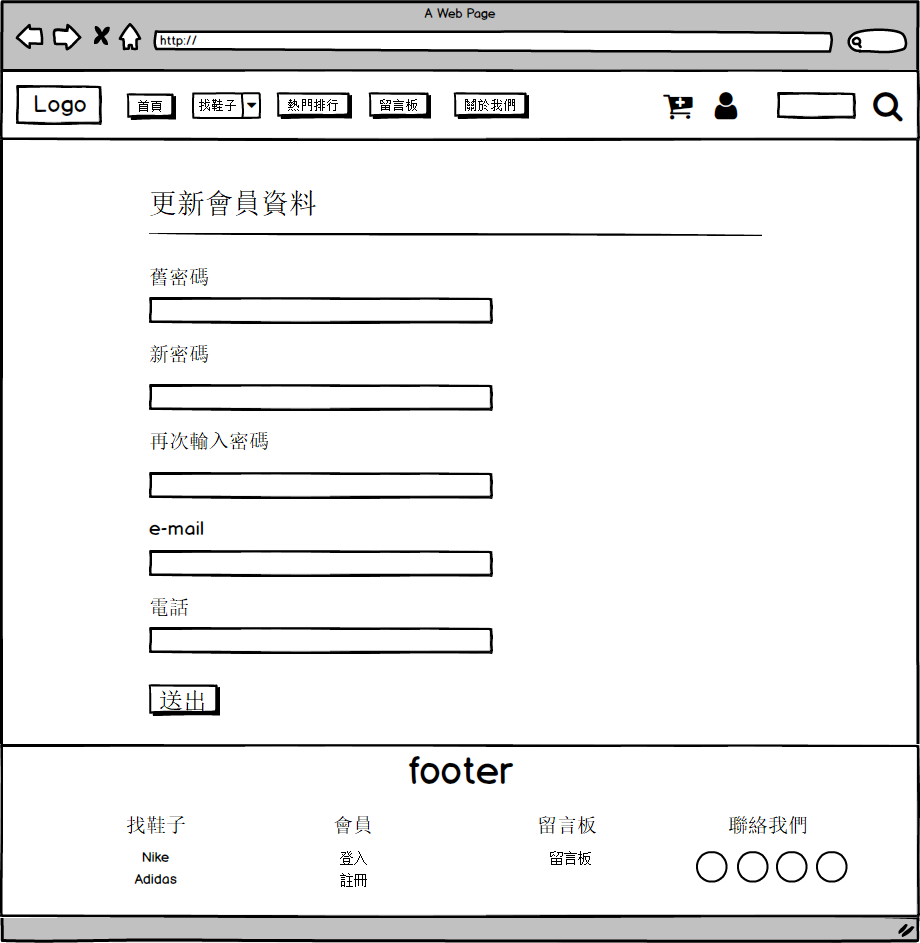 A Web Page
http://
Logo 首頁 找鞋子 熱門排行 留言板 關於我們
更新會員資料
舊密碼
新密碼
再次輸入密碼
e-mail
電話
送出
footer
找鞋子 會員 留言板 聯絡我們
Nike 登入 留言板
Adidas 註冊